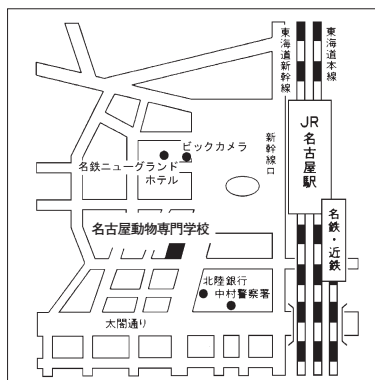 東海道新幹線
東海道本線
JR名古屋駅
新幹線口
ビックカメラ
名鉄ニューグランド
ホテル
名鉄・近鉄
名古屋動物専門学校
北陸銀行
中村警察署
太閤通り